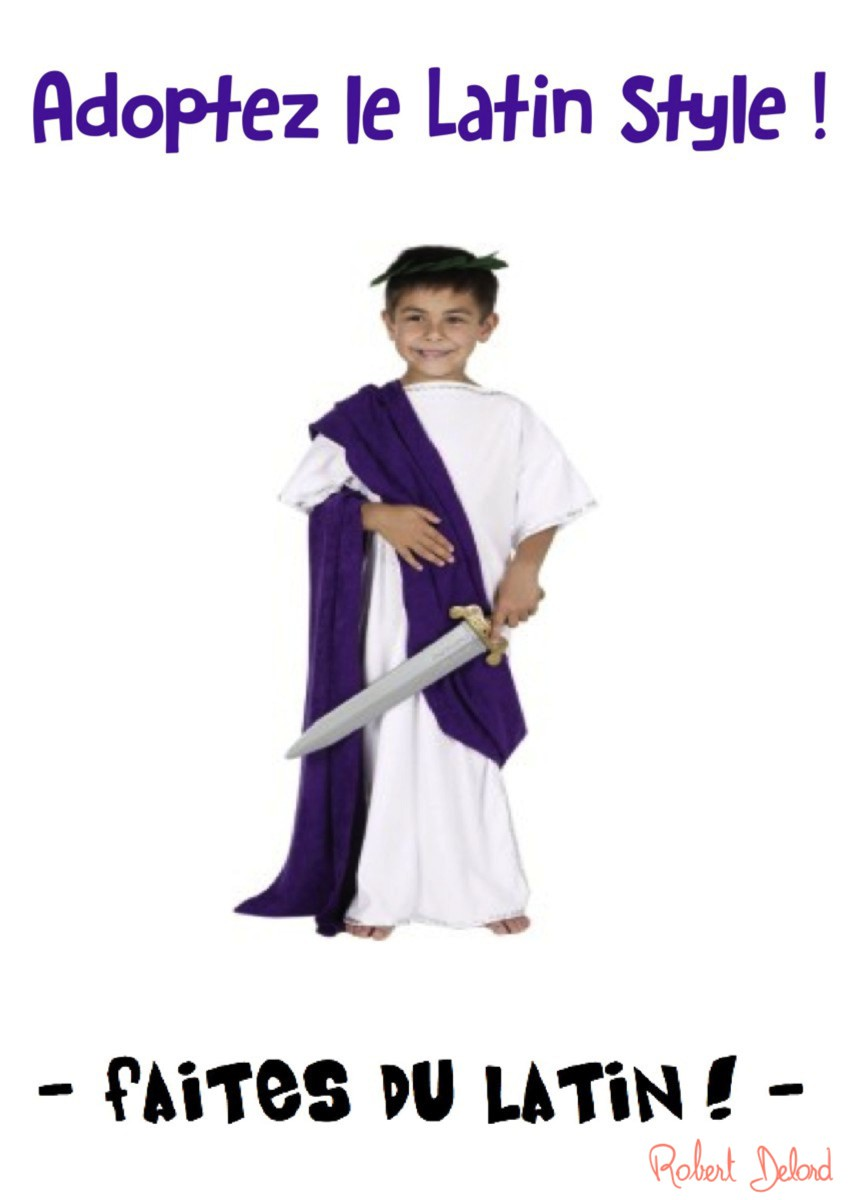 Adoptez le Latin Style !
- FAITES DU LATIN ! -
Robert Delord